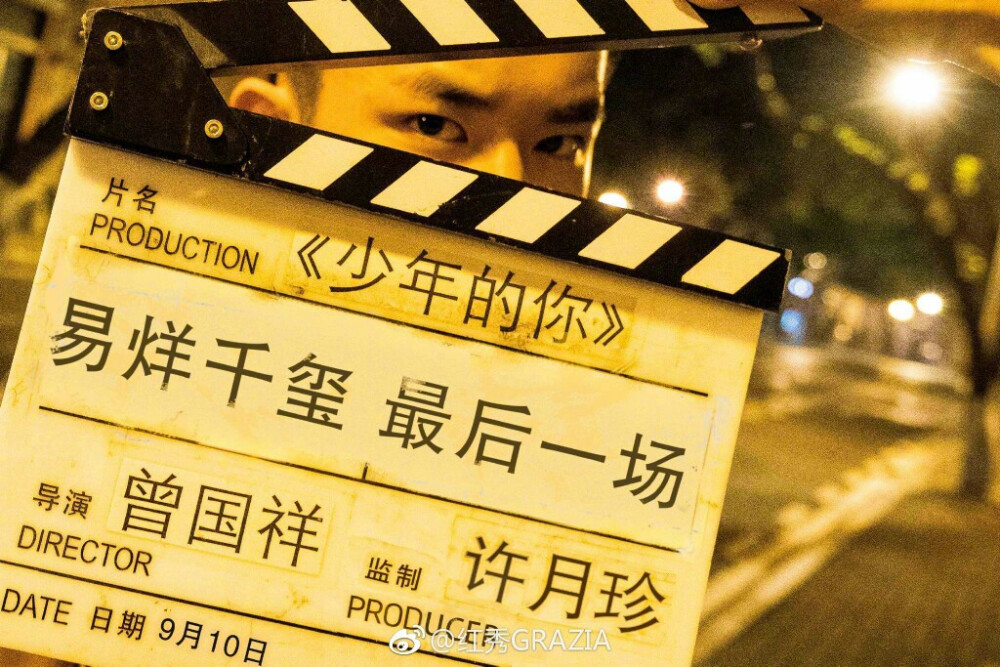 片名
PRODUCTION 《少年的你》
易烊千玺 最后一场
导演
DIRECTOR 曾国祥
监制
PRODUCER 许月珍
DATE 日期 9月10日
@红秀GRAZIA